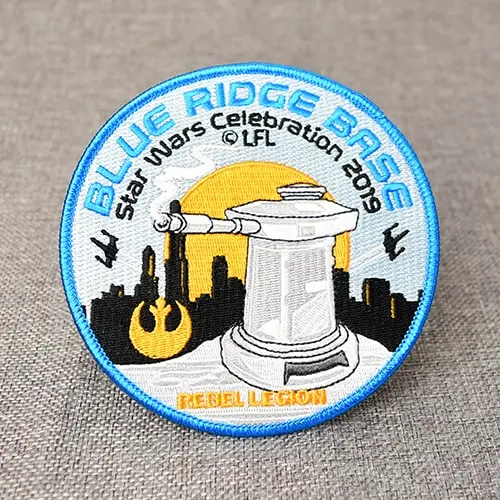 BLUE RIDGE BASE
Star Wars Celebration 2019
© LFL
REBEL LEGION